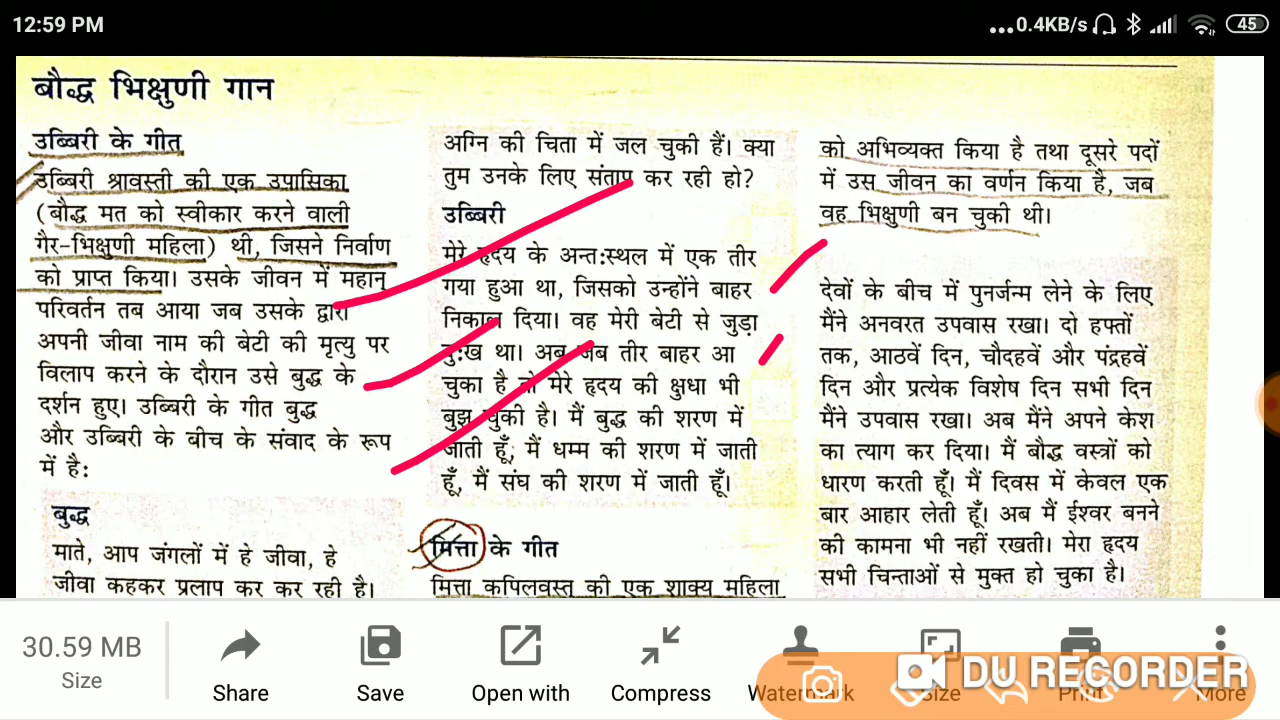 12:59 PM
...0.4KB/s
45
बौद्ध भिक्षुणी गान
उब्बिरी के गीत
उब्बिरी श्रावस्ती की एक उपासिका
(बौद्ध मत को स्वीकार करने वाली
गैर-भिक्षुणी महिला) थी, जिसने निर्वाण
को प्राप्त किया। उसके जीवन में महान्
परिवर्तन तब आया जब उसके द्वारा
अपनी जीवा नाम की बेटी की मृत्यु पर
विलाप करने के दौरान उसे बुद्ध के
दर्शन हुए। उब्बिरी के गीत बुद्ध
और उब्बिरी के बीच के संवाद के रूप
में है:
बुद्ध
माते, आप जंगलों में हे जीवा, हे
जीवा कहकर प्रलाप कर कर रही है।
अग्नि की चिता में जल चुकी हैं। क्या
तुम उनके लिए संताप कर रही हो?
उब्बिरी
मेरे हृदय के अन्त:स्थल में एक तीर
गया हुआ था, जिसको उन्होंने बाहर
निकाल दिया। वह मेरी बेटी से जुड़ा
दु:ख था। अब जब तीर बाहर आ
चुका है तो मेरे हृदय की क्षुधा भी
बुझ चुकी है। मैं बुद्ध की शरण में
जाती हूँ, मैं धम्म की शरण में जाती
हूँ, मैं संघ की शरण में जाती हूँ।
मित्ता के गीत
मित्ता कपिलवस्त की एक शाक्य महिला
को अभिव्यक्त किया है तथा दूसरे पदों
में उस जीवन का वर्णन किया है, जब
वह भिक्षुणी बन चुकी थी।
देवों के बीच में पुनर्जन्म लेने के लिए
मैंने अनवरत उपवास रखा। दो हफ्तों
तक, आठवें दिन, चौदहवें और पंद्रहवें
दिन और प्रत्येक विशेष दिन सभी दिन
मैंने उपवास रखा। अब मैंने अपने केश
का त्याग कर दिया। मैं बौद्ध वस्त्रों को
धारण करती हूँ। मैं दिवस में केवल एक
बार आहार लेती हूँ। अब मैं ईश्वर बनने
की कामना भी नहीं रखती। मेरा हृदय
सभी चिन्ताओं से मुक्त हो चुका है।
30.59 MB
Size
Share
Save
Open with
Compress
Watermark
Size
Print
More
DU RECORDER